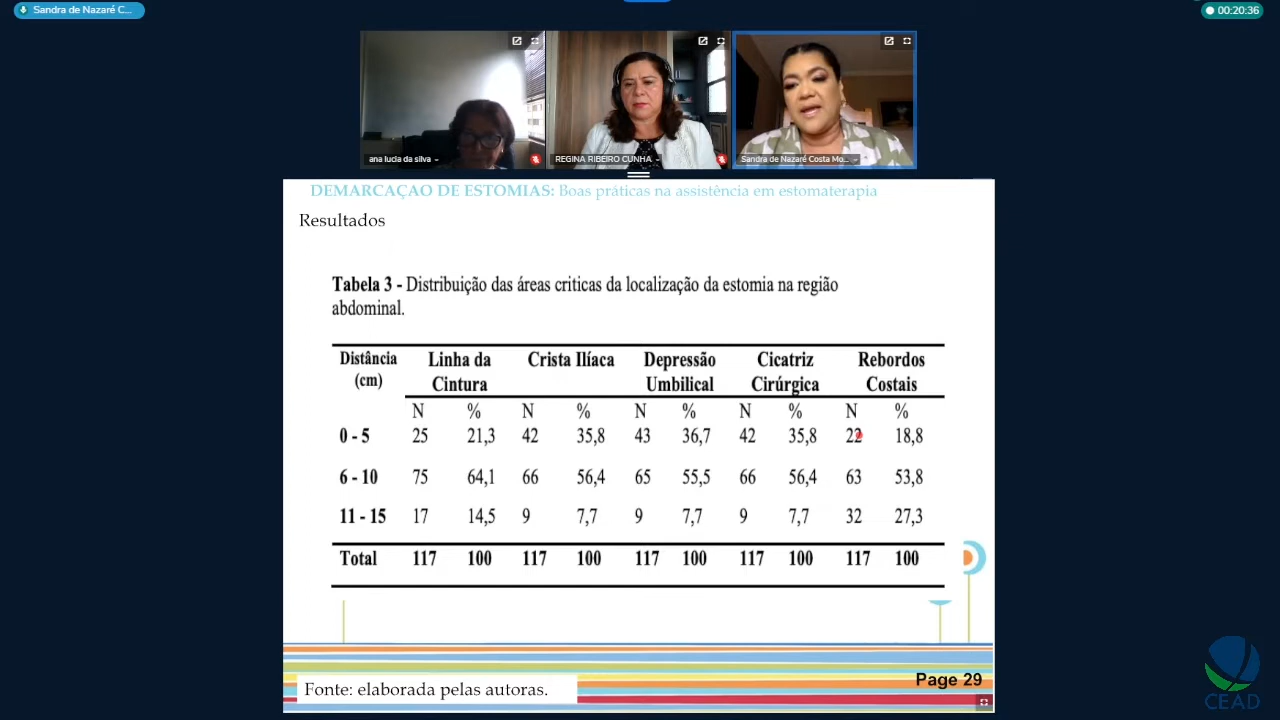 Sandra de Nazaré C...
00:20:36
ana lucia da silva
REGINA RIBEIRO CUNHA
Sandra de Nazaré Costa Mo...
DEMARCAÇAO DE ESTOMIAS: Boas práticas na assistência em estomaterapia
Resultados
Tabela 3 - Distribuição das áreas criticas da localização da estomia na região
abdominal.
Distância Linha da Crista Ilíaca Depressão Cicatriz Rebordos
(cm) Cintura Umbilical Cirúrgica Costais
N % N % N % N % N %
0 - 5 25 21,3 42 35,8 43 36,7 42 35,8 22 18,8
6 - 10 75 64,1 66 56,4 65 55,5 66 56,4 63 53,8
11 - 15 17 14,5 9 7,7 9 7,7 9 7,7 32 27,3
Total 117 100 117 100 117 100 117 100 117 100
Page 29
Fonte: elaborada pelas autoras.
CEAD